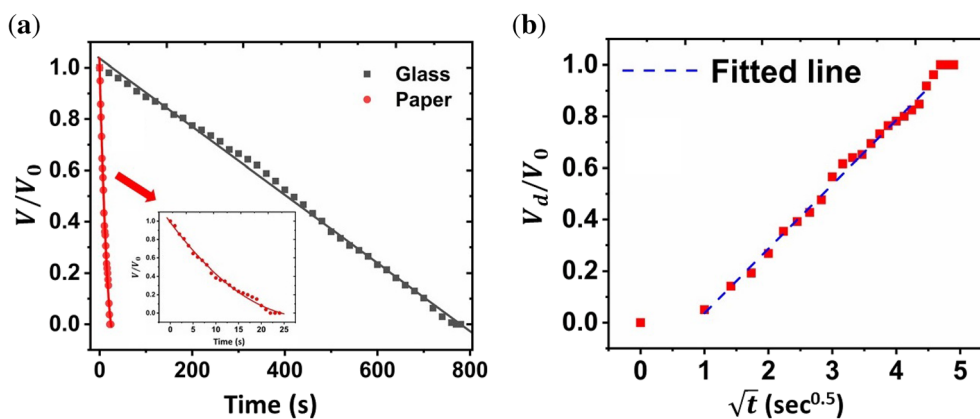 (a)
1.0
0.8
0.6
0.4
0.2
0.0
V/V₀
Glass
Paper
1.0
0.8
0.6
0.4
0.2
0.0
V/V₀
0 5 10 15 20 25
Time (s)
0 200 400 600 800
Time (s)
(b)
1.0
0.8
0.6
0.4
0.2
0.0
V_d/V₀
Fitted line
0 1 2 3 4 5
√t (sec⁰·⁵)